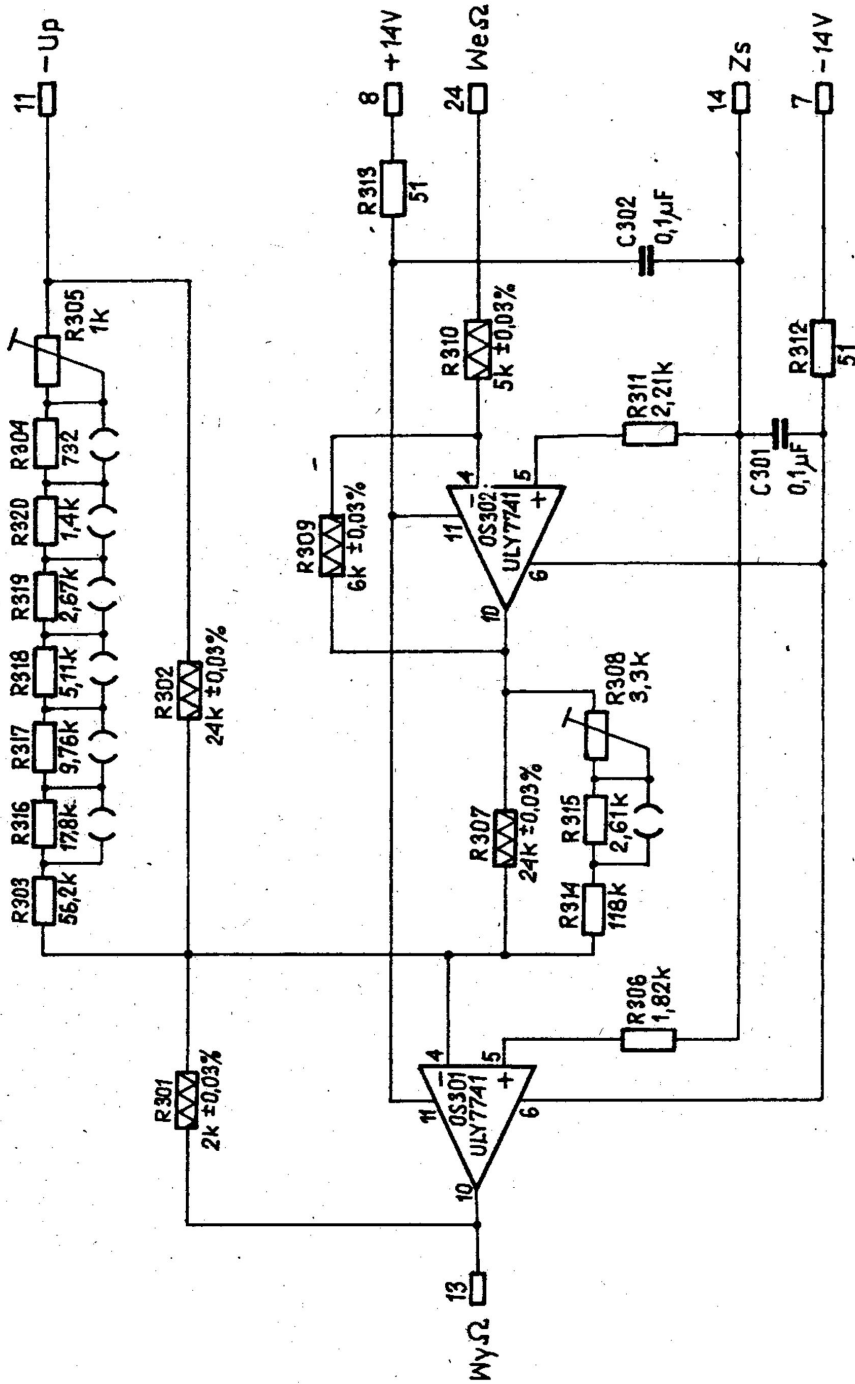 11
-Up
R305
1k
R304
732
R320
1,4k
R319
2,67k
R318
5,11k
R317
9,76k
R316
17,8k
R303
56,2k
R302
24k ±0,03%
R301
2k ±0,03%
8
+14V
R313
51
24
WeΩ
R310
5k ±0,03%
R309
6k ±0,03%
C302
0,1µF
4
-
11
OS302
ULY7741
5
+
10
6
R311
2,21k
14
Zs
C301
0,1µF
R312
51
7
-14V
R308
3,3k
R307
24k ±0,03%
R315
2,61k
R314
118k
4
-
11
OS301
ULY7741
5
+
10
6
R306
1,82k
13
WyΩ